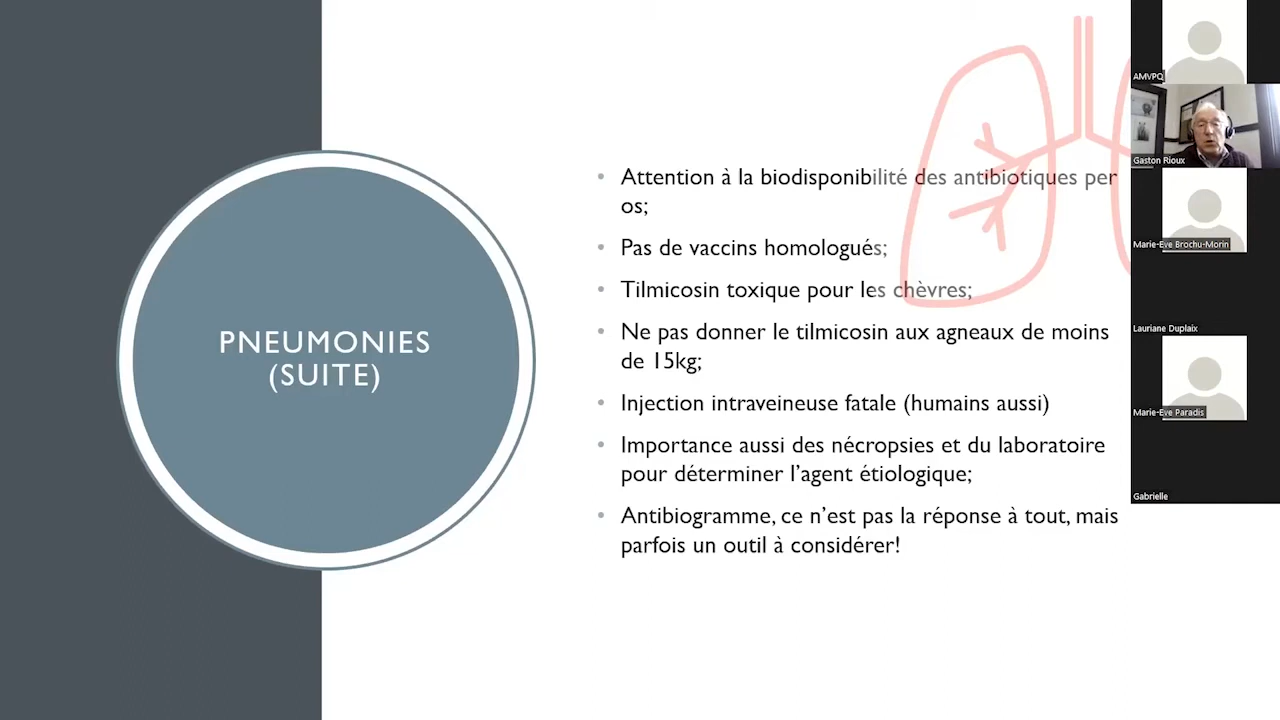 PNEUMONIES
(SUITE)
Attention à la biodisponibilité des antibiotiques per
os;
Pas de vaccins homologués;
Tilmicosin toxique pour les chèvres;
Ne pas donner le tilmicosin aux agneaux de moins
de 15kg;
Injection intraveineuse fatale (humains aussi)
Importance aussi des nécropsies et du laboratoire
pour déterminer l’agent étiologique;
Antibiogramme, ce n’est pas la réponse à tout, mais
parfois un outil à considérer!
AMVPQ
Gaston Rioux
Marie-Eve Brochu-Morin
Lauriane Duplaix
Marie-Eve Paradis
Gabrielle